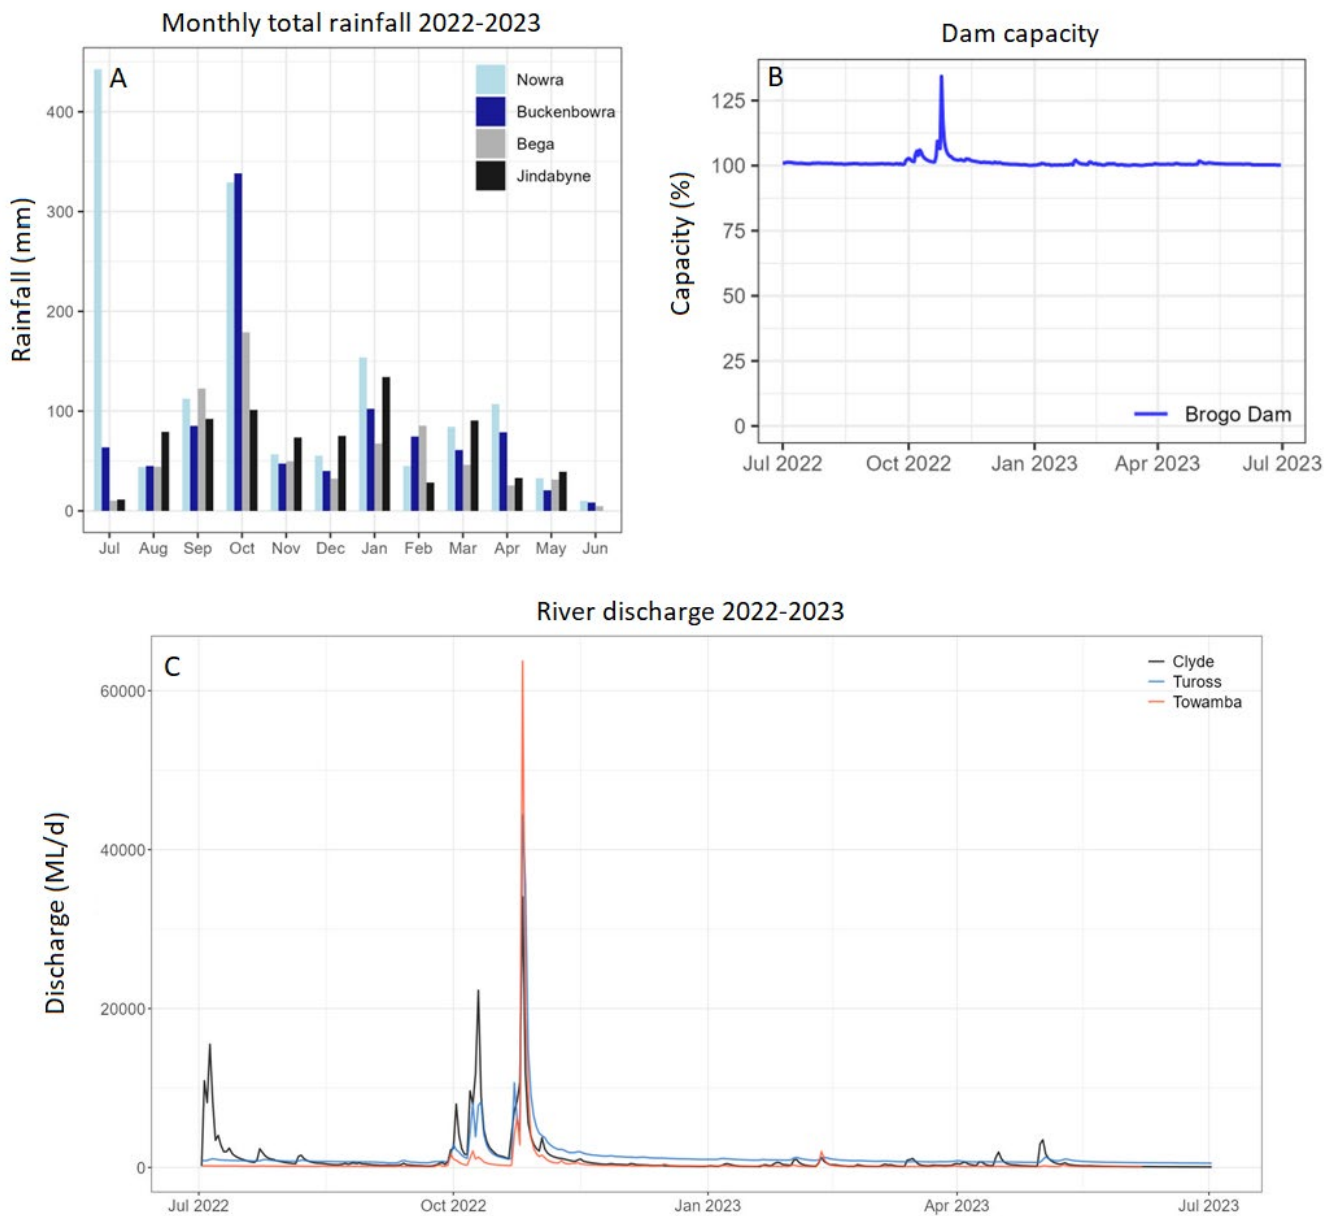 Monthly total rainfall 2022-2023
A
Nowra
Buckenbowra
Bega
Jindabyne
Rainfall (mm)
400
300
200
100
0
Jul Aug Sep Oct Nov Dec Jan Feb Mar Apr May Jun
Dam capacity
B
Capacity (%)
125
100
75
50
25
0
Brogo Dam
Jul 2022 Oct 2022 Jan 2023 Apr 2023 Jul 2023
River discharge 2022-2023
C
Clyde
Tuross
Towamba
Discharge (ML/d)
60000
40000
20000
0
Jul 2022 Oct 2022 Jan 2023 Apr 2023 Jul 2023